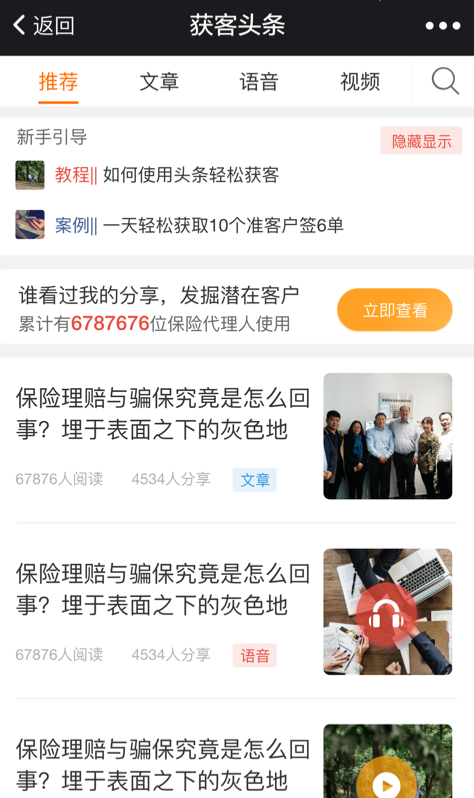 返回
获客头条
推荐 文章 语音 视频
新手引导
隐藏显示
教程|| 如何使用头条轻松获客
案例|| 一天轻松获取10个准客户签6单
谁看过我的分享，发掘潜在客户
累计有6787676位保险代理人使用
立即查看
保险理赔与骗保究竟是怎么回
事？埋于表面之下的灰色地
67876人阅读 4534人分享 文章
保险理赔与骗保究竟是怎么回
事？埋于表面之下的灰色地
67876人阅读 4534人分享 语音
保险理赔与骗保究竟是怎么回
事？埋于表面之下的灰色地